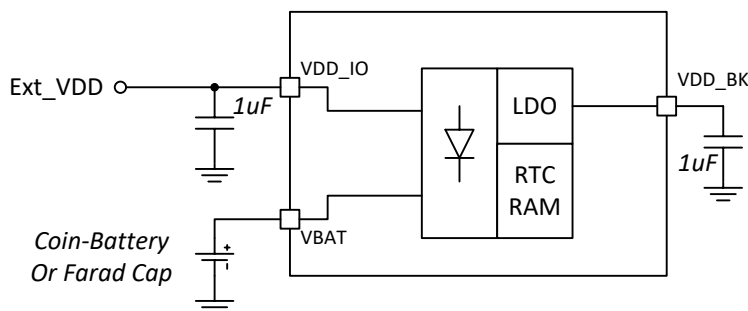 VDD_IO
Ext_VDD
1uF
LDO
VDD_BK
1uF
RTC
RAM
VBAT
Coin-Battery
Or Farad Cap
+
-